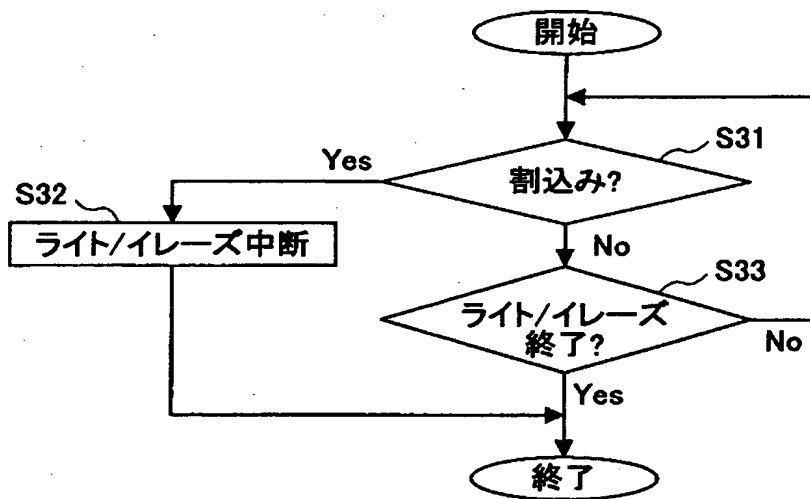 開始
S31
Yes
割込み?
S32
ライト/イレーズ中断
No
S33
ライト/イレーズ
終了?
No
Yes
終了